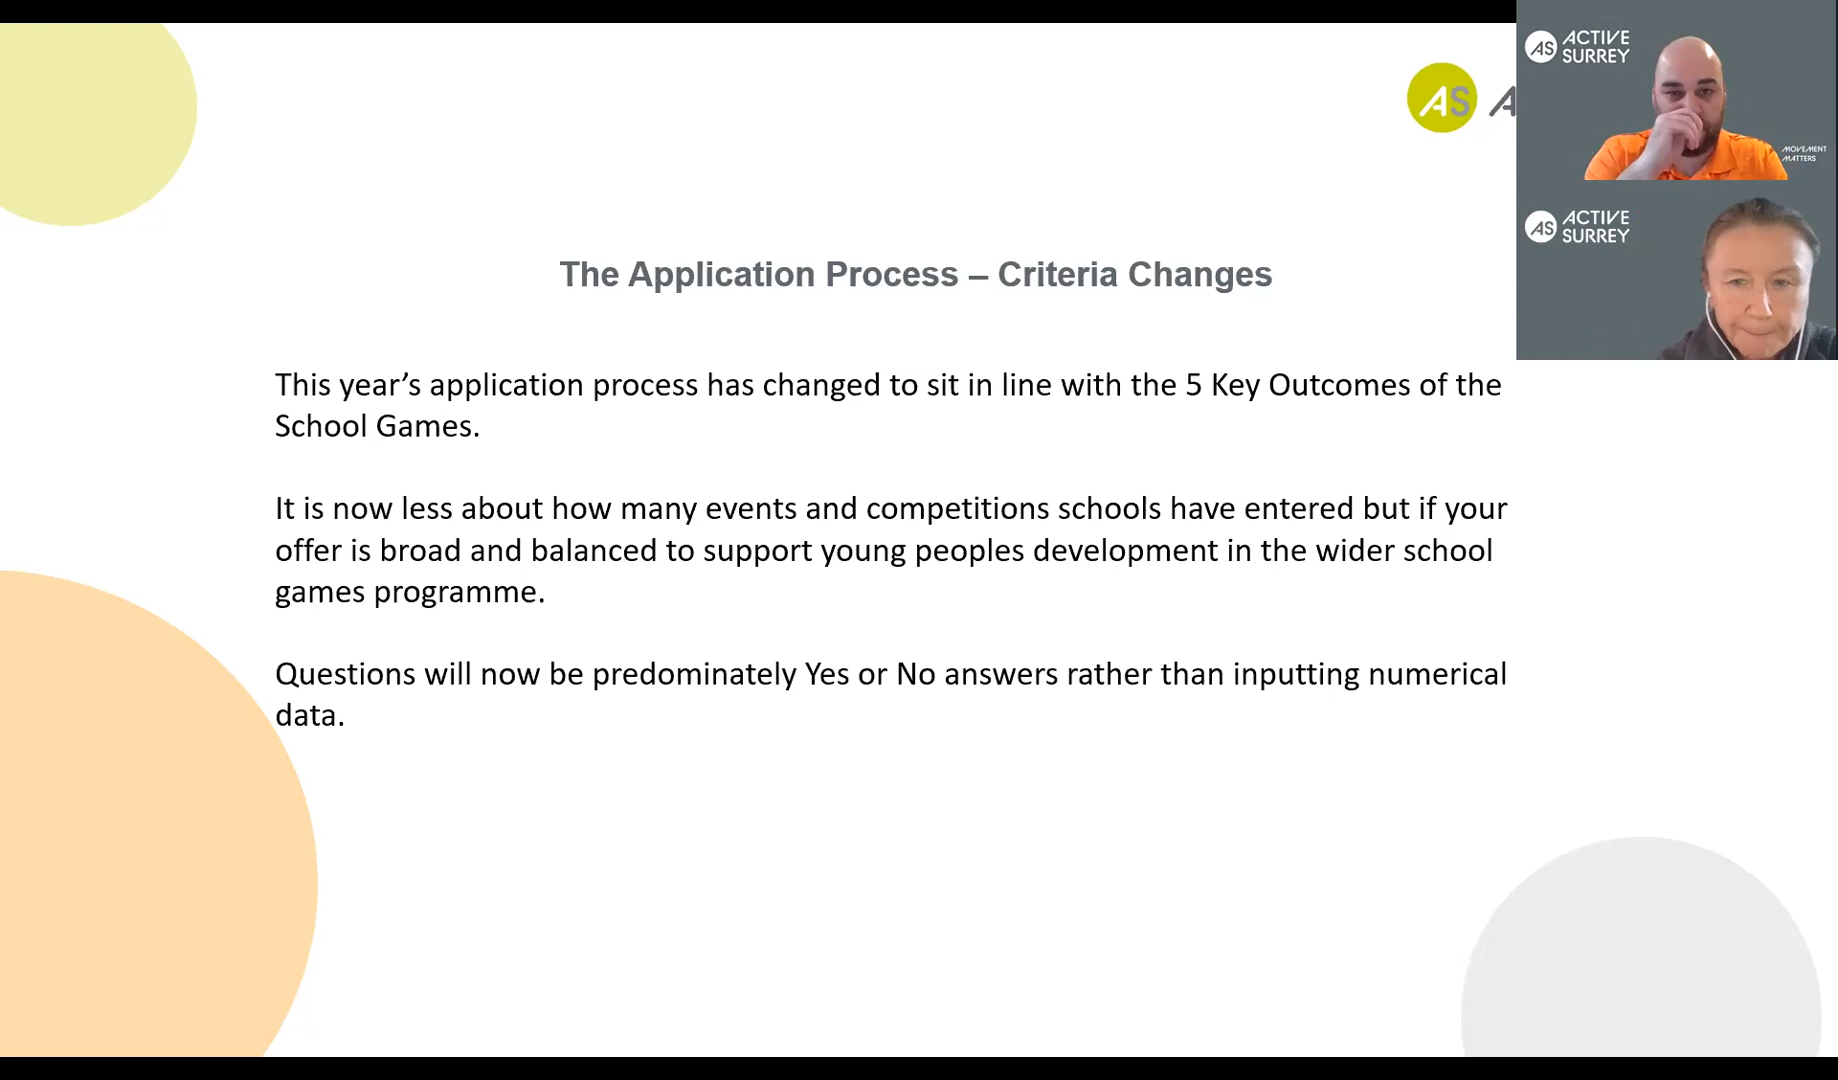 AS A
ACTIVE
SURREY
AS
MOVEMENT
MATTERS
ACTIVE
SURREY
AS
The Application Process – Criteria Changes
This year’s application process has changed to sit in line with the 5 Key Outcomes of the
School Games.
It is now less about how many events and competitions schools have entered but if your
offer is broad and balanced to support young peoples development in the wider school
games programme.
Questions will now be predominately Yes or No answers rather than inputting numerical
data.